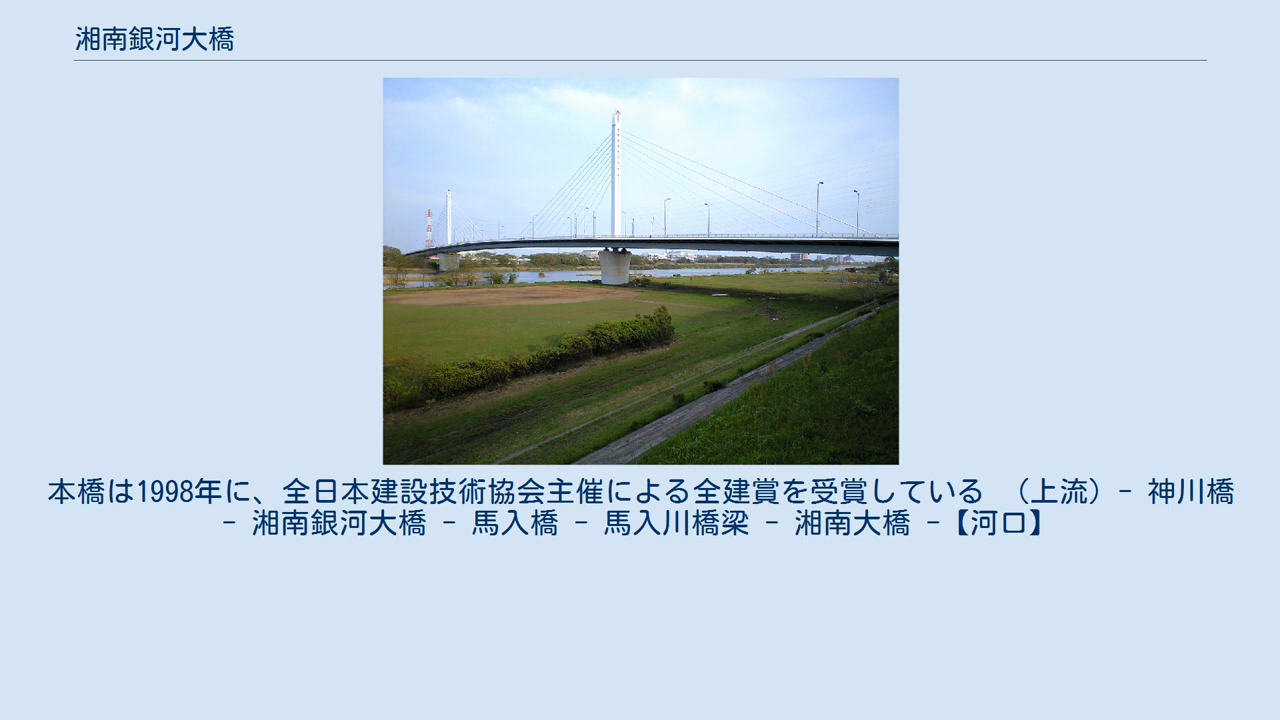 湘南銀河大橋
本橋は1998年に、全日本建設技術協会主催による全建賞を受賞している （上流）- 神川橋
- 湘南銀河大橋 - 馬入橋 - 馬入川橋梁 - 湘南大橋 -【河口】